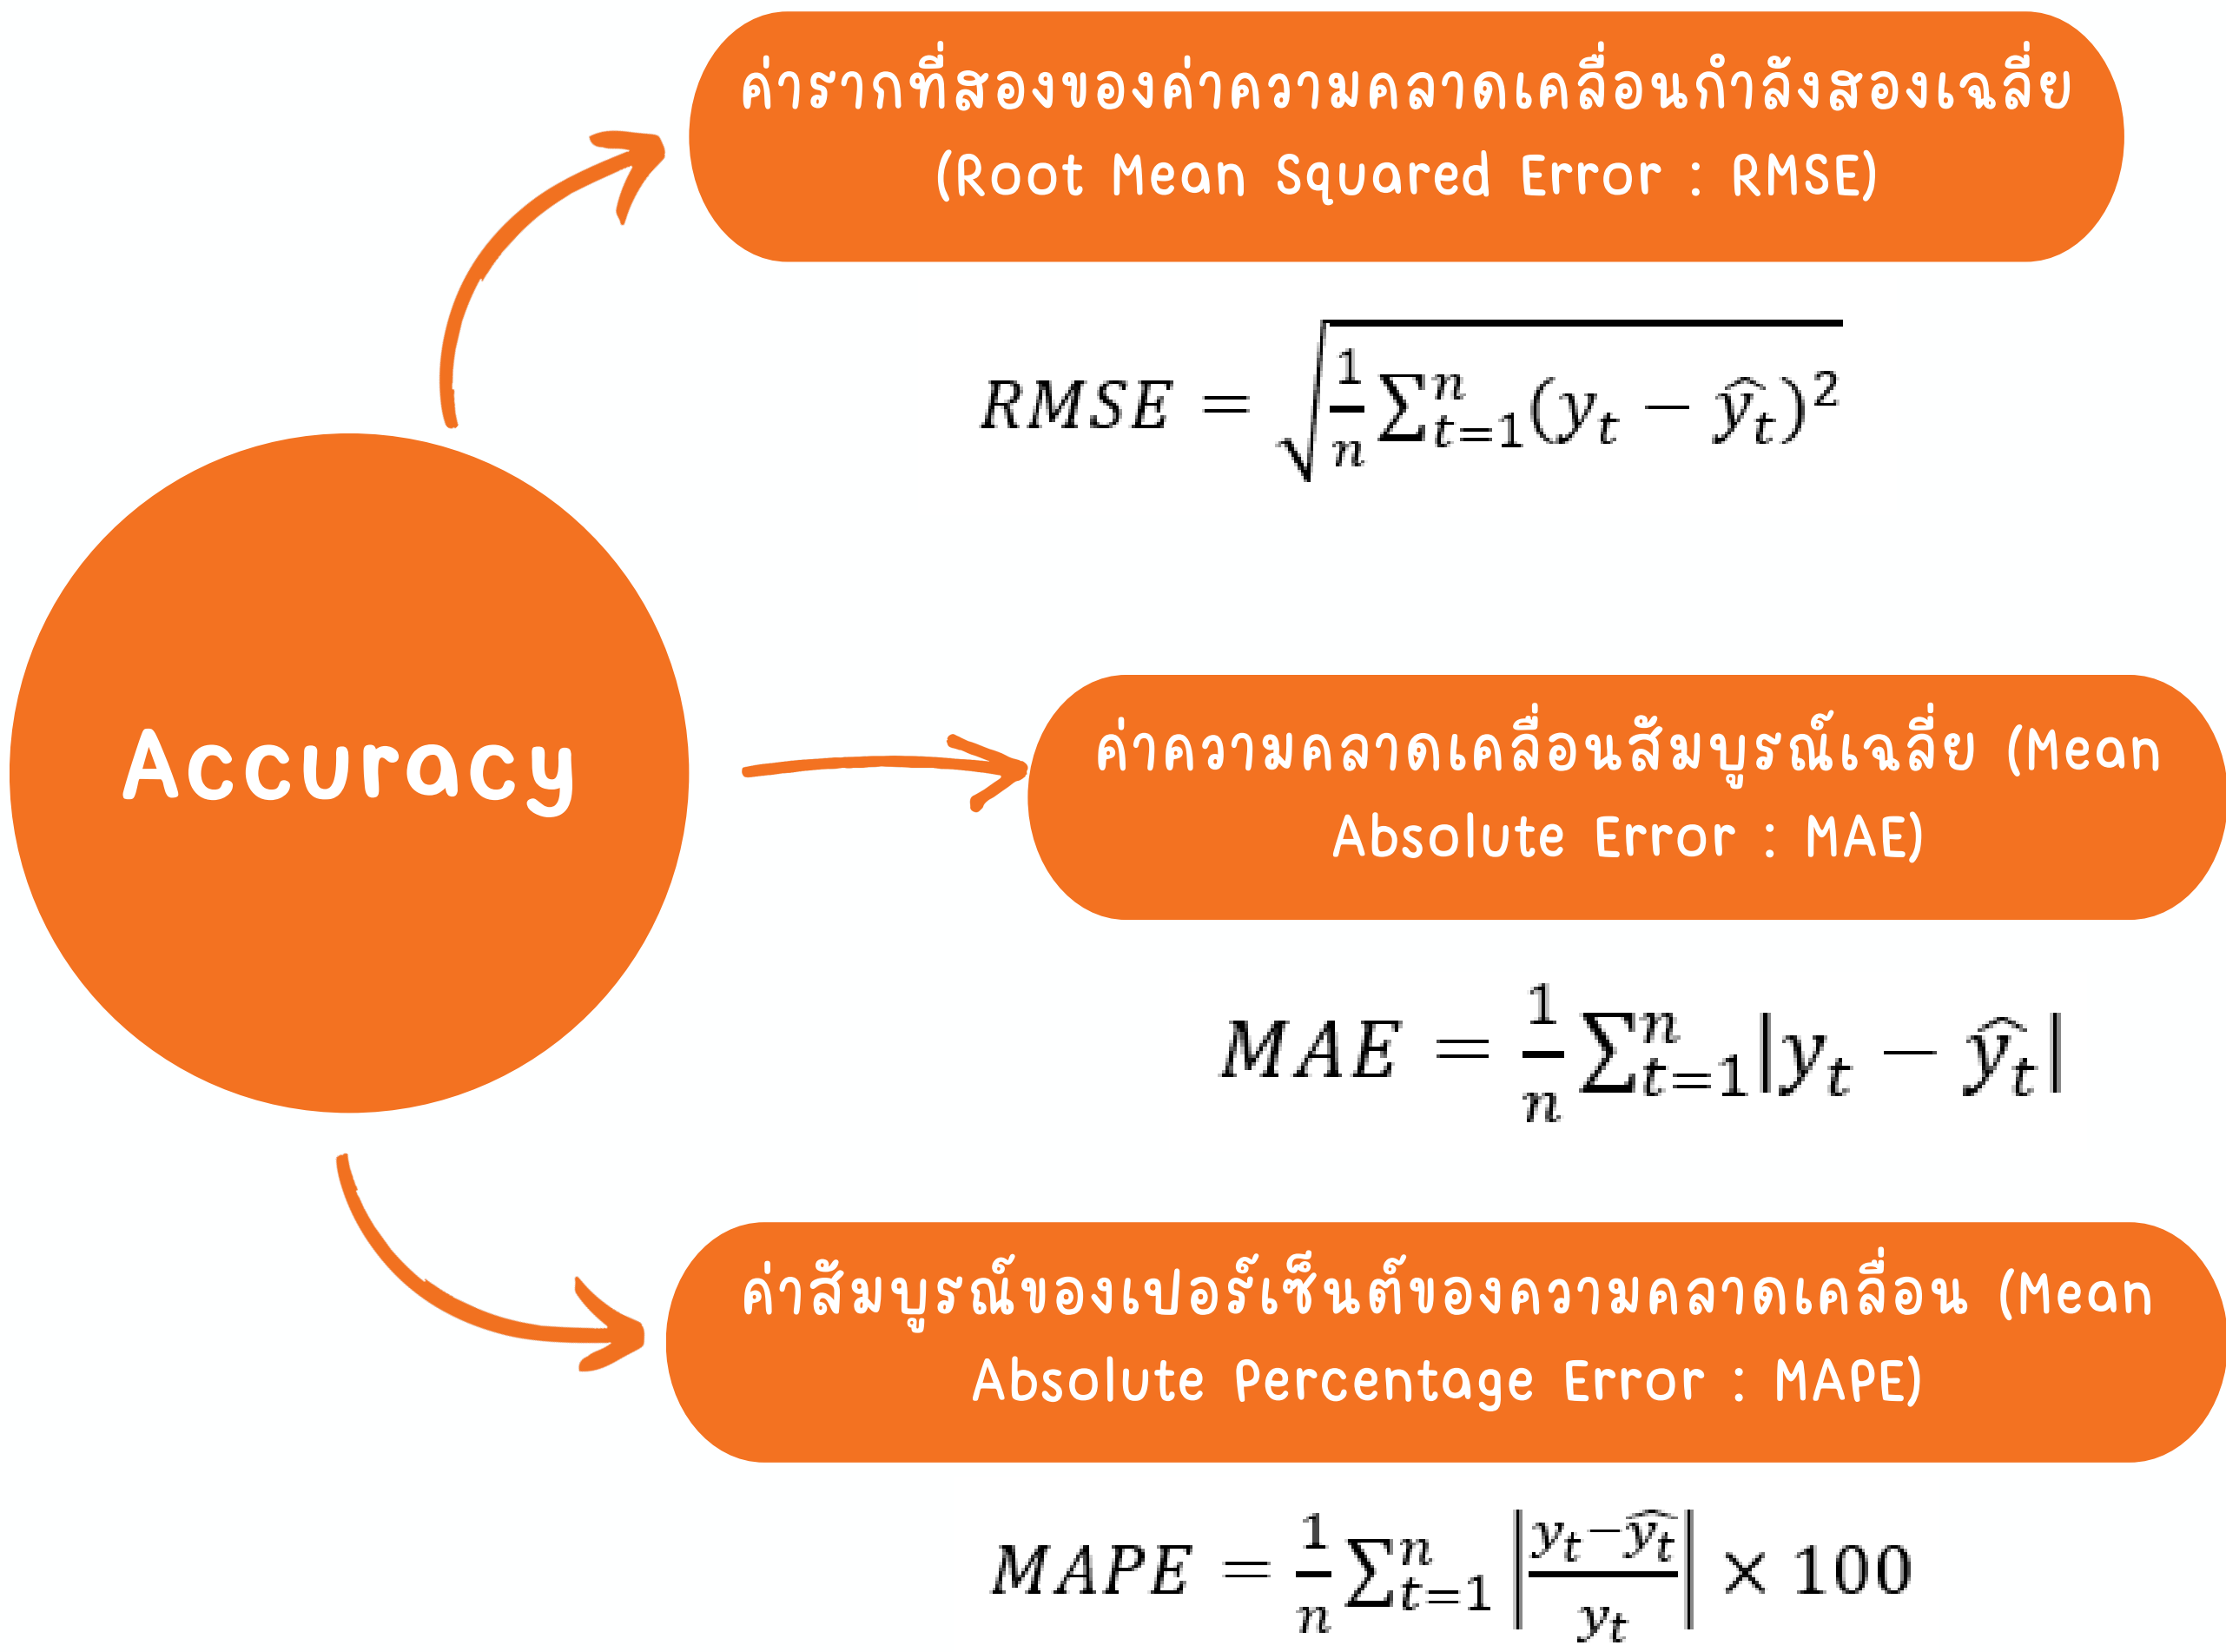 ค่ารากที่สองของค่าความคลาดเคลื่อนกำลังสองเฉลี่ย
(Root Mean Squared Error : RMSE)
RMSE = √(1/n ∑ₜ₌₁ⁿ(yₜ − ŷₜ)²)
Accuracy
ค่าความคลาดเคลื่อนสัมบูรณ์เฉลี่ย (Mean
Absolute Error : MAE)
MAE = 1/n ∑ₜ₌₁ⁿ|yₜ − ŷₜ|
ค่าสัมบูรณ์ของเปอร์เซ็นต์ของความคลาดเคลื่อน (Mean
Absolute Percentage Error : MAPE)
MAPE = 1/n ∑ₜ₌₁ⁿ |(yₜ−ŷₜ)/yₜ| × 100